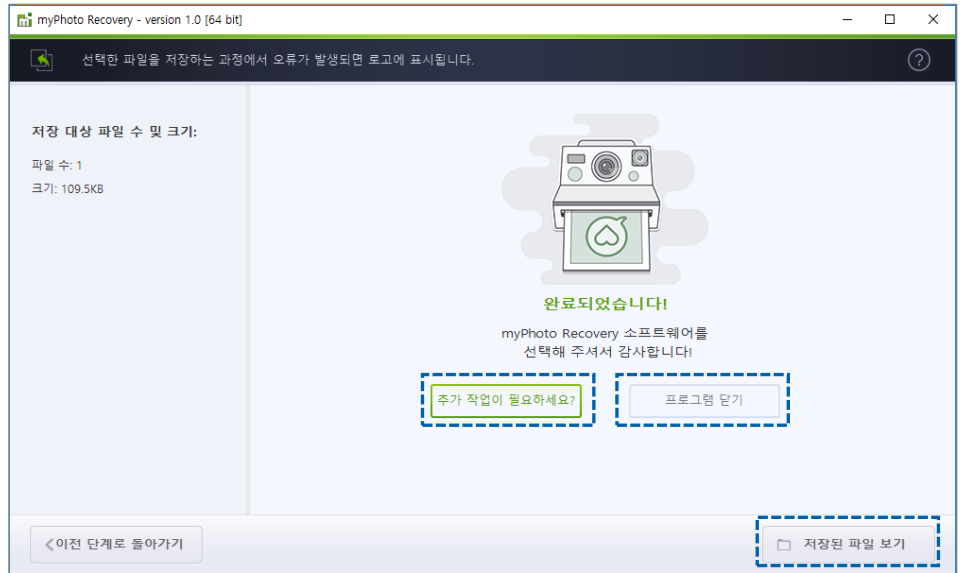 myPhoto Recovery - version 1.0 [64 bit]
선택한 파일을 저장하는 과정에서 오류가 발생되면 로고에 표시됩니다.
?
저장 대상 파일 수 및 크기:
파일 수: 1
크기: 109.5KB
완료되었습니다!
myPhoto Recovery 소프트웨어를
선택해 주셔서 감사합니다!
추가 작업이 필요하세요?
프로그램 닫기
이전 단계로 돌아가기
저장된 파일 보기